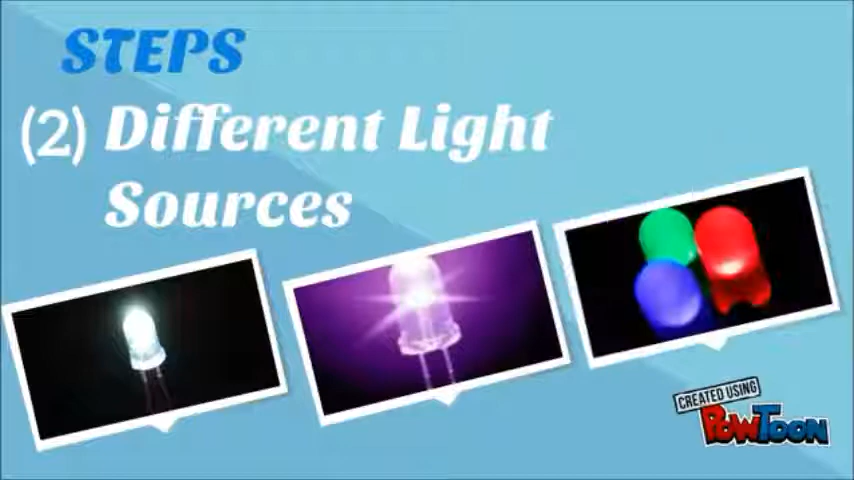 STEPS
(2) Different Light
Sources
CREATED USING
POWTOON